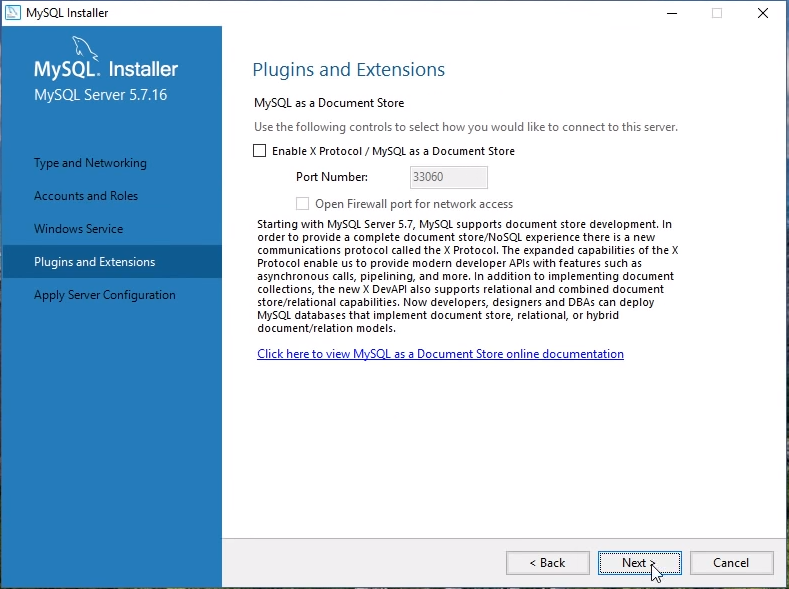 MySQL Installer
MySQL. Installer
MySQL Server 5.7.16
Type and Networking
Accounts and Roles
Windows Service
Plugins and Extensions
Apply Server Configuration
Plugins and Extensions
MySQL as a Document Store
Use the following controls to select how you would like to connect to this server.
Enable X Protocol / MySQL as a Document Store
Port Number: 33060
Open Firewall port for network access
Starting with MySQL Server 5.7, MySQL supports document store development. In
order to provide a complete document store/NoSQL experience there is a new
communications protocol called the X Protocol. The expanded capabilities of the X
Protocol enable us to provide modern developer APIs with features such as
asynchronous calls, pipelining, and more. In addition to implementing document
collections, the new X DevAPI also supports relational and combined document
store/relational capabilities. Now developers, designers and DBAs can deploy
MySQL databases that implement document store, relational, or hybrid
document/relation models.
Click here to view MySQL as a Document Store online documentation
< Back
Next >
Cancel